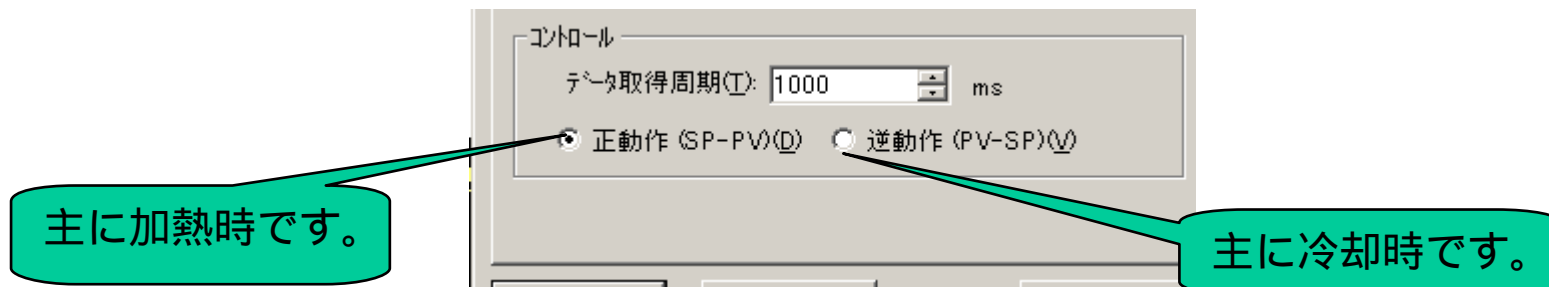 コントロール
データ取得周期(T): 1000 ms
正動作 (SP-PV)(D) 逆動作 (PV-SP)(V)
主に加熱時です。
主に冷却時です。